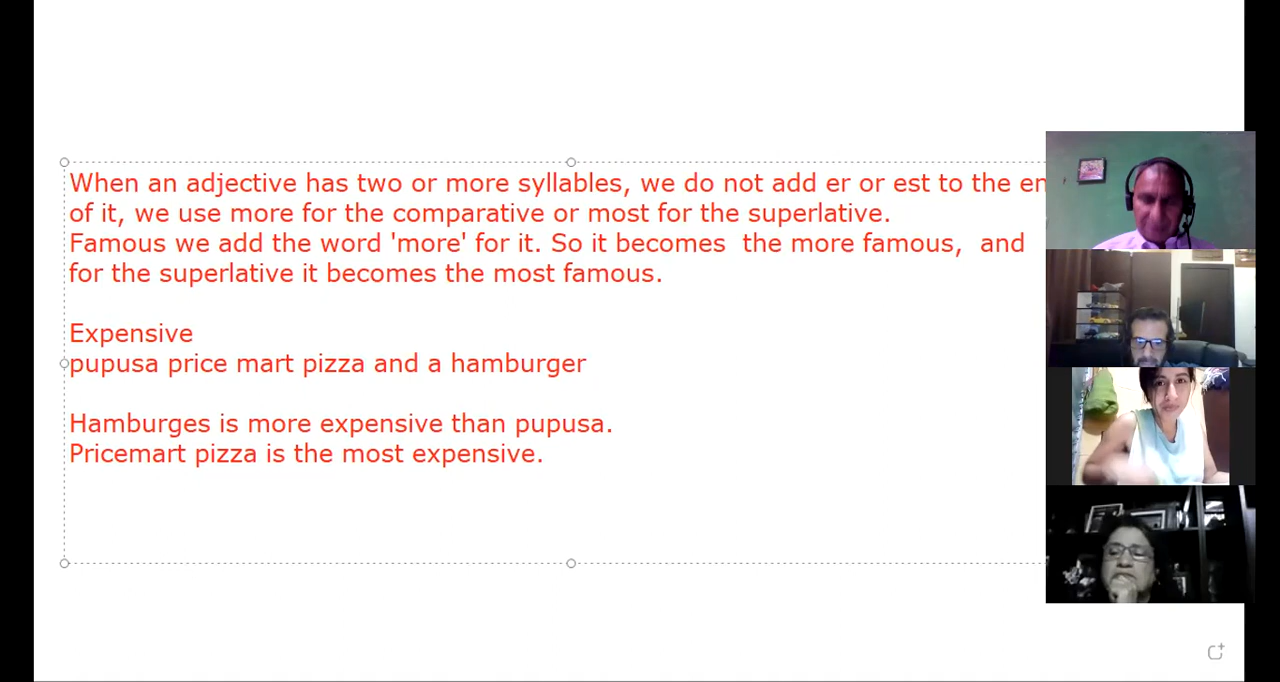 When an adjective has two or more syllables, we do not add er or est to the en
of it, we use more for the comparative or most for the superlative.
Famous we add the word 'more' for it. So it becomes  the more famous,  and
for the superlative it becomes the most famous.
Expensive
pupusa price mart pizza and a hamburger
Hamburges is more expensive than pupusa.
Pricemart pizza is the most expensive.